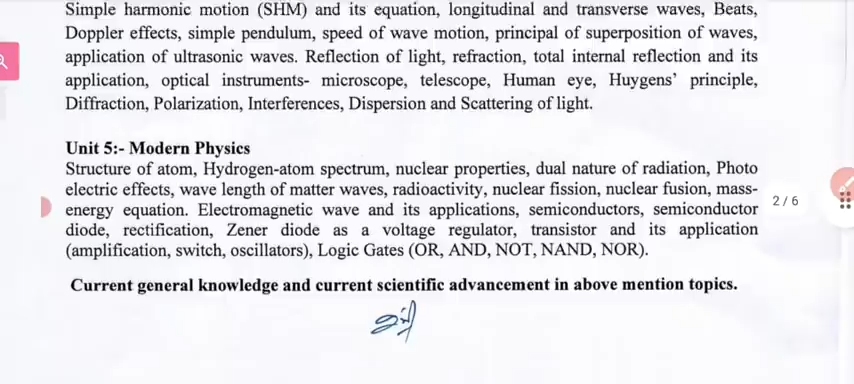 Simple harmonic motion (SHM) and its equation, longitudinal and transverse waves, Beats,
Doppler effects, simple pendulum, speed of wave motion, principal of superposition of waves,
application of ultrasonic waves. Reflection of light, refraction, total internal reflection and its
application, optical instruments- microscope, telescope, Human eye, Huygens' principle,
Diffraction, Polarization, Interferences, Dispersion and Scattering of light.
Unit 5:- Modern Physics
Structure of atom, Hydrogen-atom spectrum, nuclear properties, dual nature of radiation, Photo
electric effects, wave length of matter waves, radioactivity, nuclear fission, nuclear fusion, mass-
energy equation. Electromagnetic wave and its applications, semiconductors, semiconductor
diode, rectification, Zener diode as a voltage regulator, transistor and its application
(amplification, switch, oscillators), Logic Gates (OR, AND, NOT, NAND, NOR).
2 / 6
Current general knowledge and current scientific advancement in above mention topics.